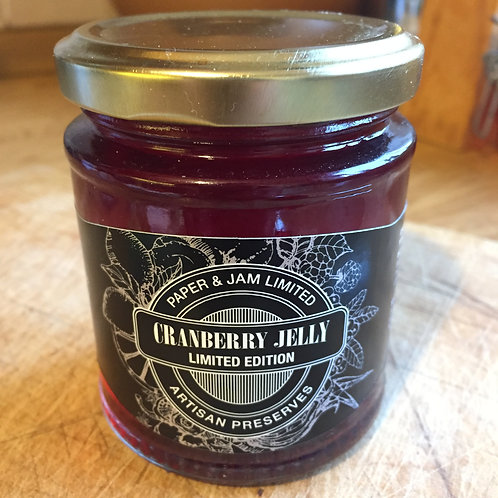 PAPER & JAM LIMITED
CRANBERRY JELLY
LIMITED EDITION
ARTISAN PRESERVES